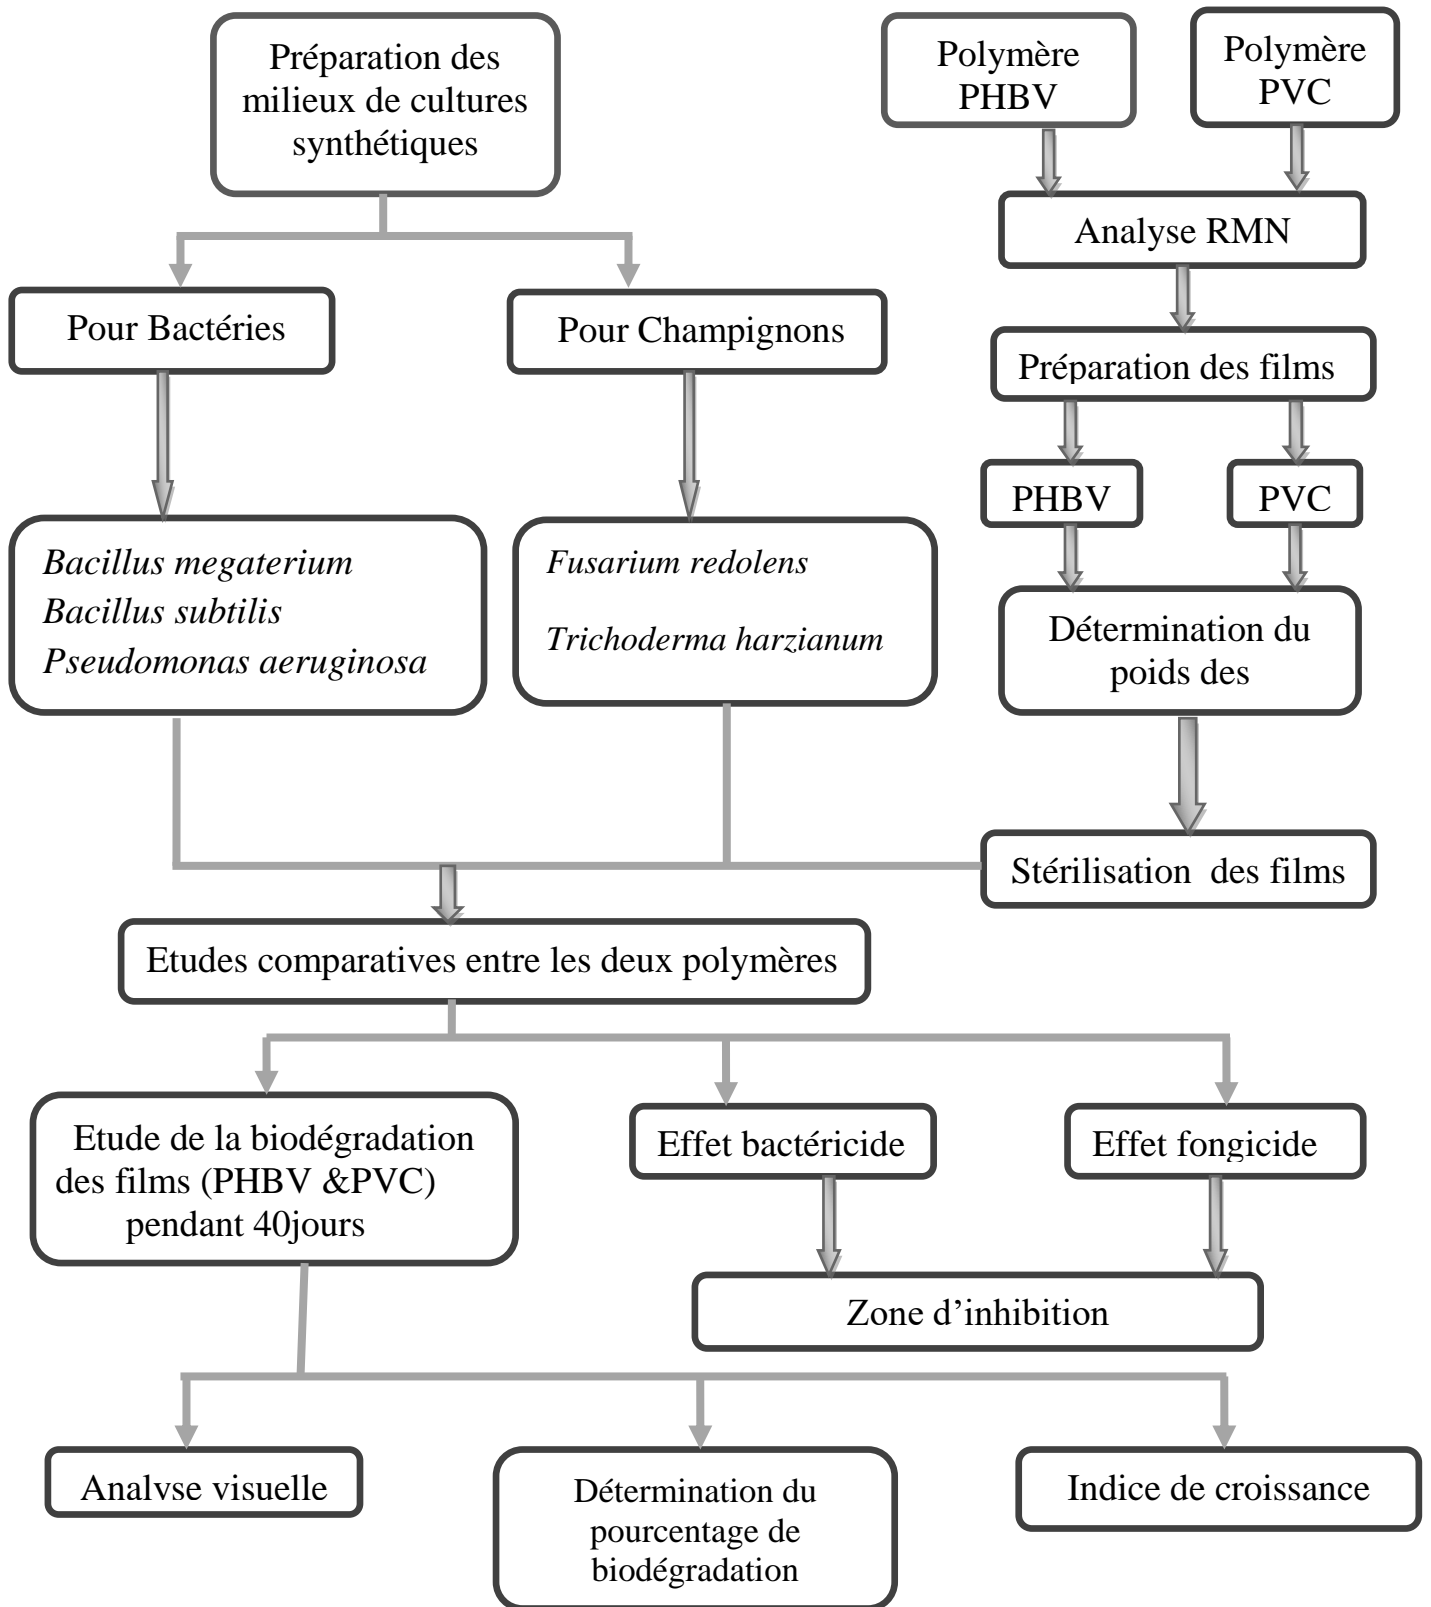 Préparation des
milieux de cultures
synthétiques
Polymère
PHBV
Polymère
PVC
Analyse RMN
Pour Bactéries
Pour Champignons
Préparation des films
PHBV
PVC
Bacillus megaterium
Bacillus subtilis
Pseudomonas aeruginosa
Fusarium redolens
Trichoderma harzianum
Détermination du
poids des
Stérilisation des films
Etudes comparatives entre les deux polymères
Etude de la biodégradation
des films (PHBV &PVC)
pendant 40jours
Effet bactéricide
Effet fongicide
Zone d’inhibition
Analyse visuelle
Détermination du
pourcentage de
biodégradation
Indice de croissance